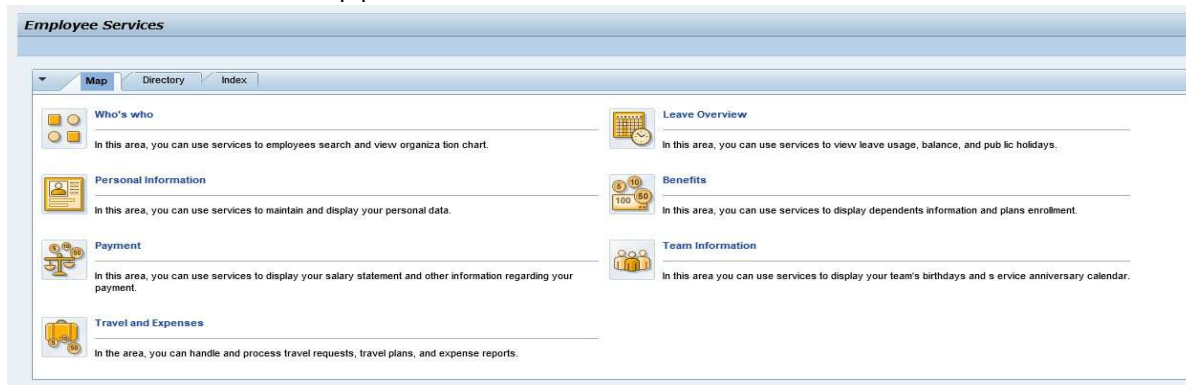 Employee Services
Map
Directory
Index
Who's who
In this area, you can use services to employees search and view organiza tion chart.
Personal Information
In this area, you can use services to maintain and display your personal data.
Payment
In this area, you can use services to display your salary statement and other information regarding your
payment.
Travel and Expenses
In the area, you can handle and process travel requests, travel plans, and expense reports.
Leave Overview
In this area, you can use services to view leave usage, balance, and pub lic holidays.
Benefits
In this area, you can use services to display dependents information and plans enrollment.
Team Information
In this area you can use services to display your team's birthdays and s ervice anniversary calendar.